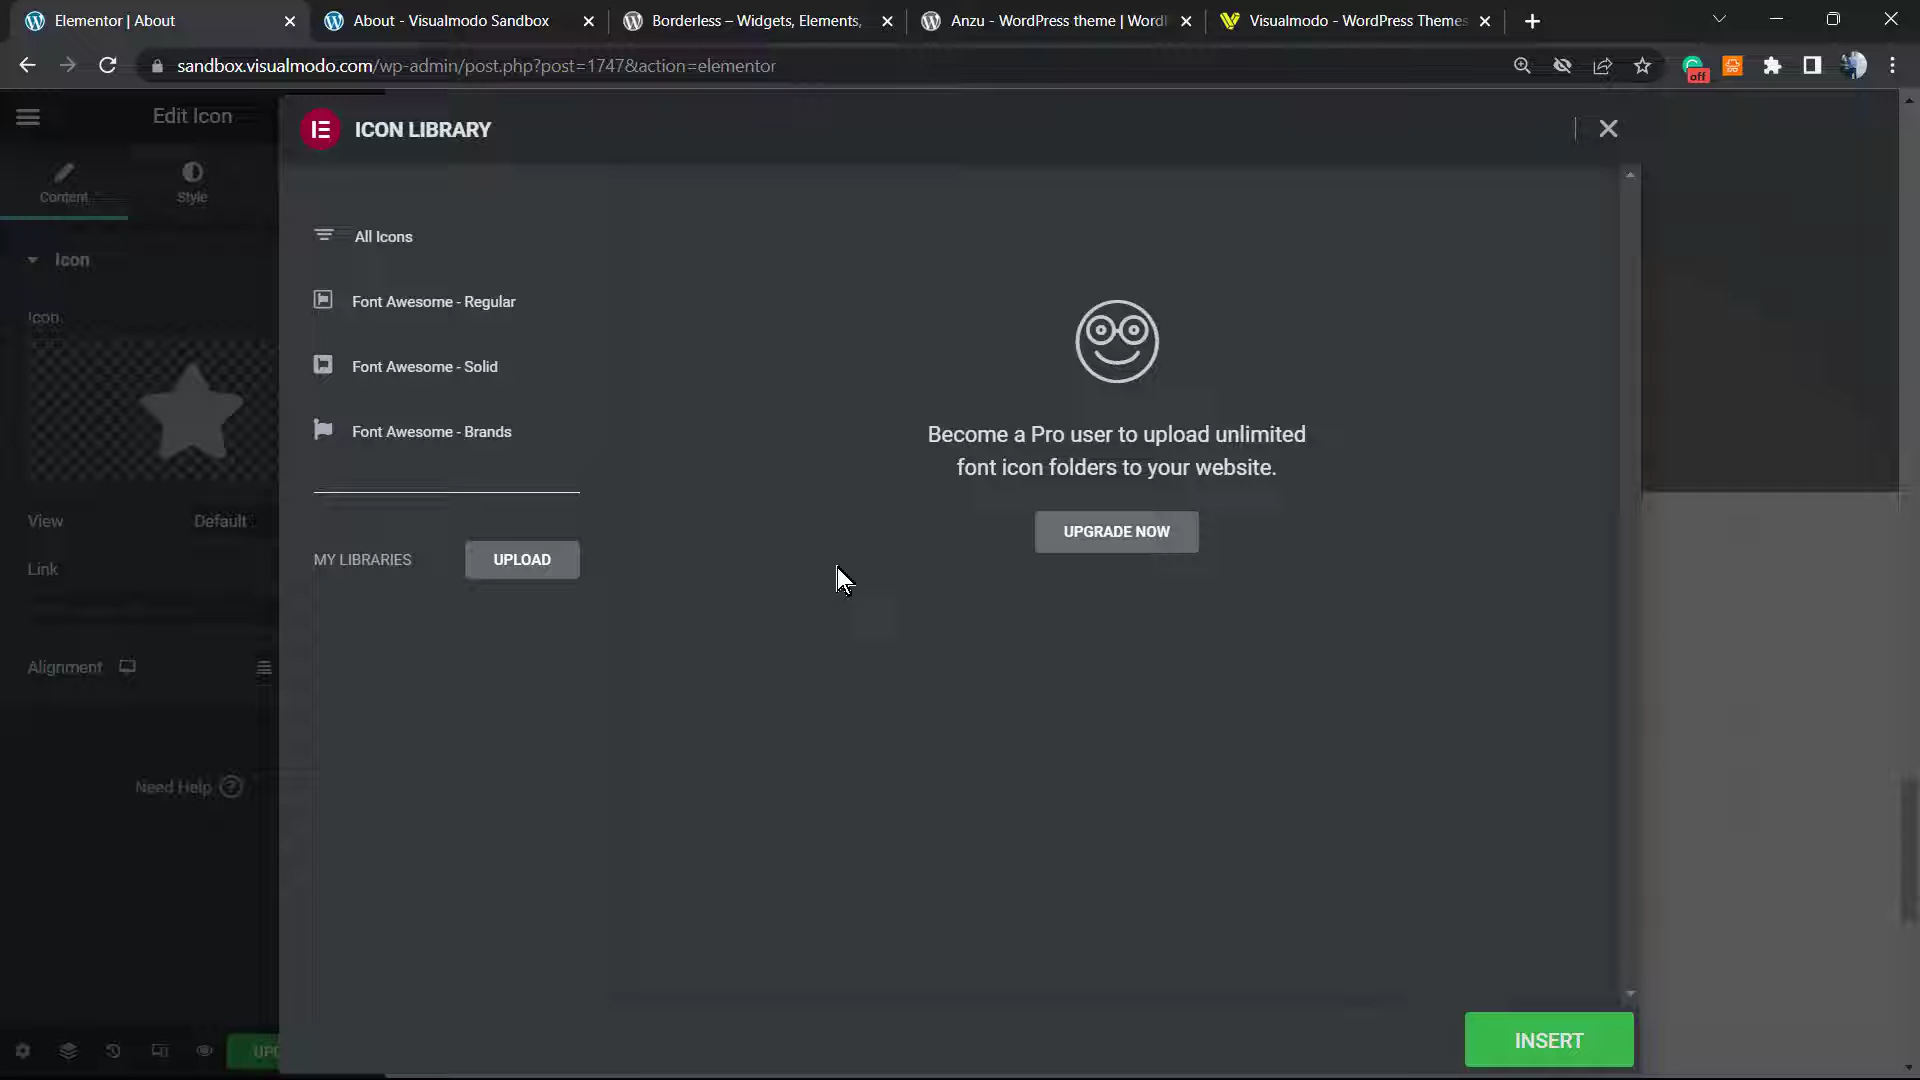 Elementor | About
About - Visualmodo Sandbox
Borderless – Widgets, Elements,
Anzu - WordPress theme | Word
Visualmodo - WordPress Themes
sandbox.visualmodo.com/wp-admin/post.php?post=1747&action=elementor
off
Edit Icon
ICON LIBRARY
Content
Style
All Icons
Icon
Font Awesome - Regular
Icon
Font Awesome - Solid
Font Awesome - Brands
Become a Pro user to upload unlimited
font icon folders to your website.
View
Default
UPGRADE NOW
MY LIBRARIES
UPLOAD
Link
Alignment
Need Help
INSERT